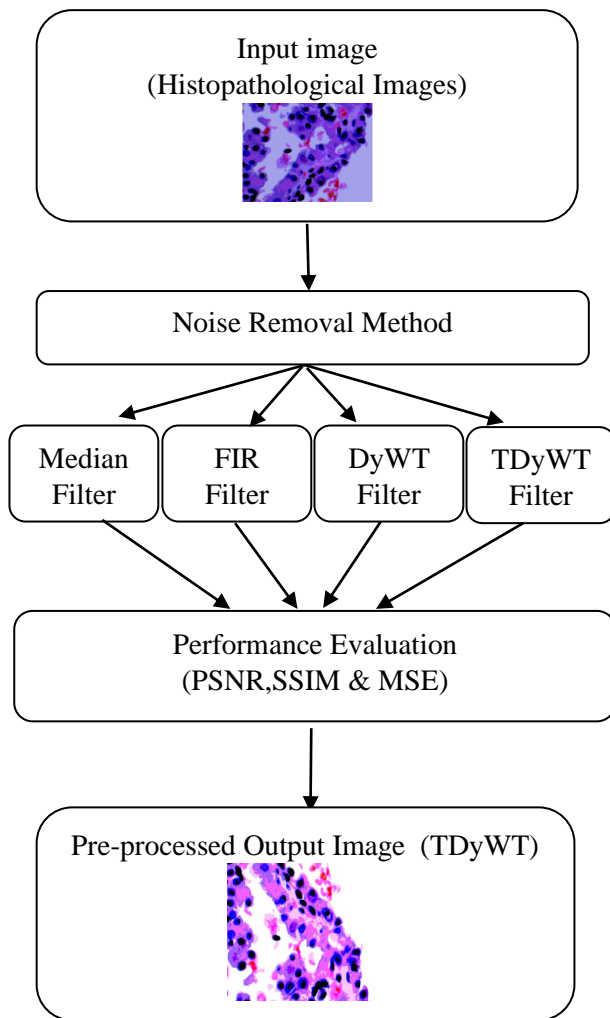 Input image
(Histopathological Images)
Noise Removal Method
Median
Filter
FIR
Filter
DyWT
Filter
TDyWT
Filter
Performance Evaluation
(PSNR,SSIM & MSE)
Pre-processed Output Image (TDyWT)